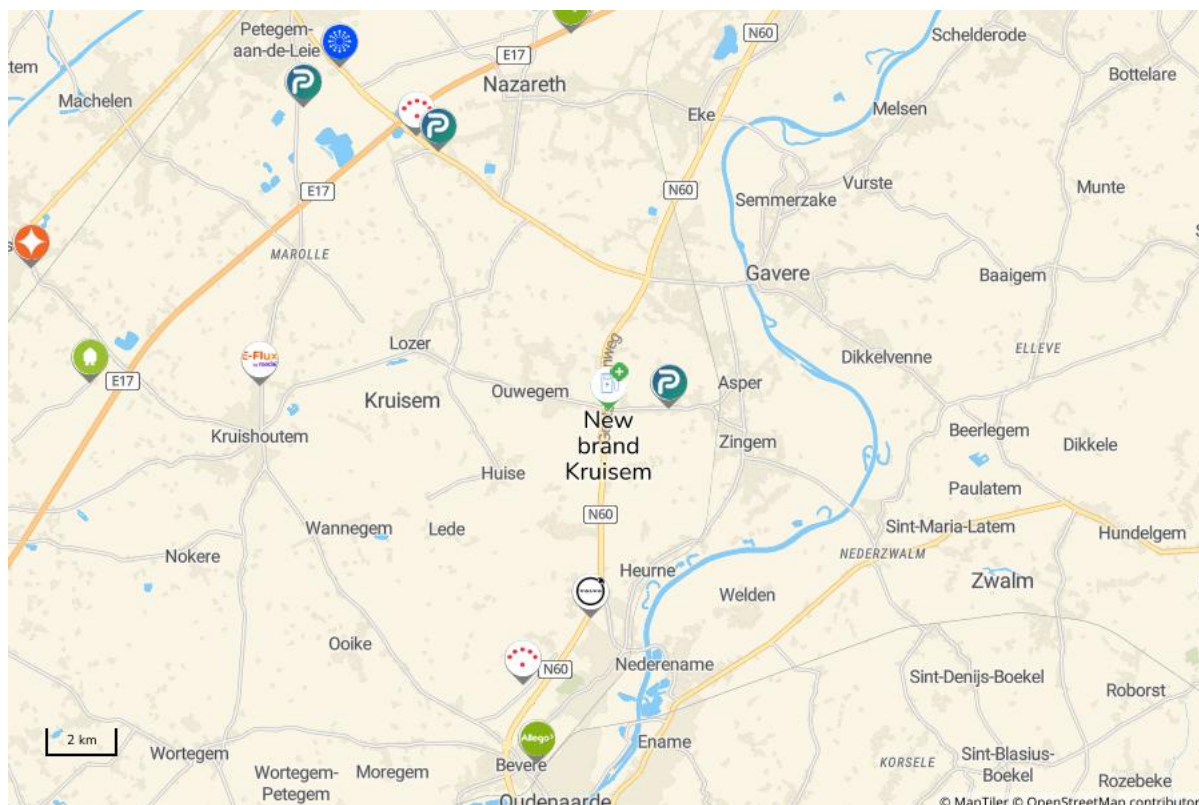 Petegem-
aan-de-Leie
N60
Schelderode
E17
Bottelare
ttem
Machelen
Nazareth
Eke
Melsen
E17
N60
Vurste
Munte
Semmerzake
MAROLLE
Gavere
Baaigem
Lozer
ELLEVE
Dikkelvenne
E-Flux
E17
Kruisem
Ouwegem
Asper
Kruishoutem
New
brand
Kruisem
Zingem
Beerlegem
Dikkele
Huise
Paulatem
N60
Wannegem
Lede
Sint-Maria-Latem
Hundelgem
Nokere
NEDERZWALM
Heurne
Zwalm
Welden
Ooike
N60
Nederename
Sint-Denijs-Boekel
Roborst
2 km
Allego
Wortegem
Ename
Bevere
KORSELE
Sint-Blasius-
Boekel
Wortegem-
Petegem
Moregem
Rozebeke
Oudenaarde
© MapTiler © OpenStreetMap contributor